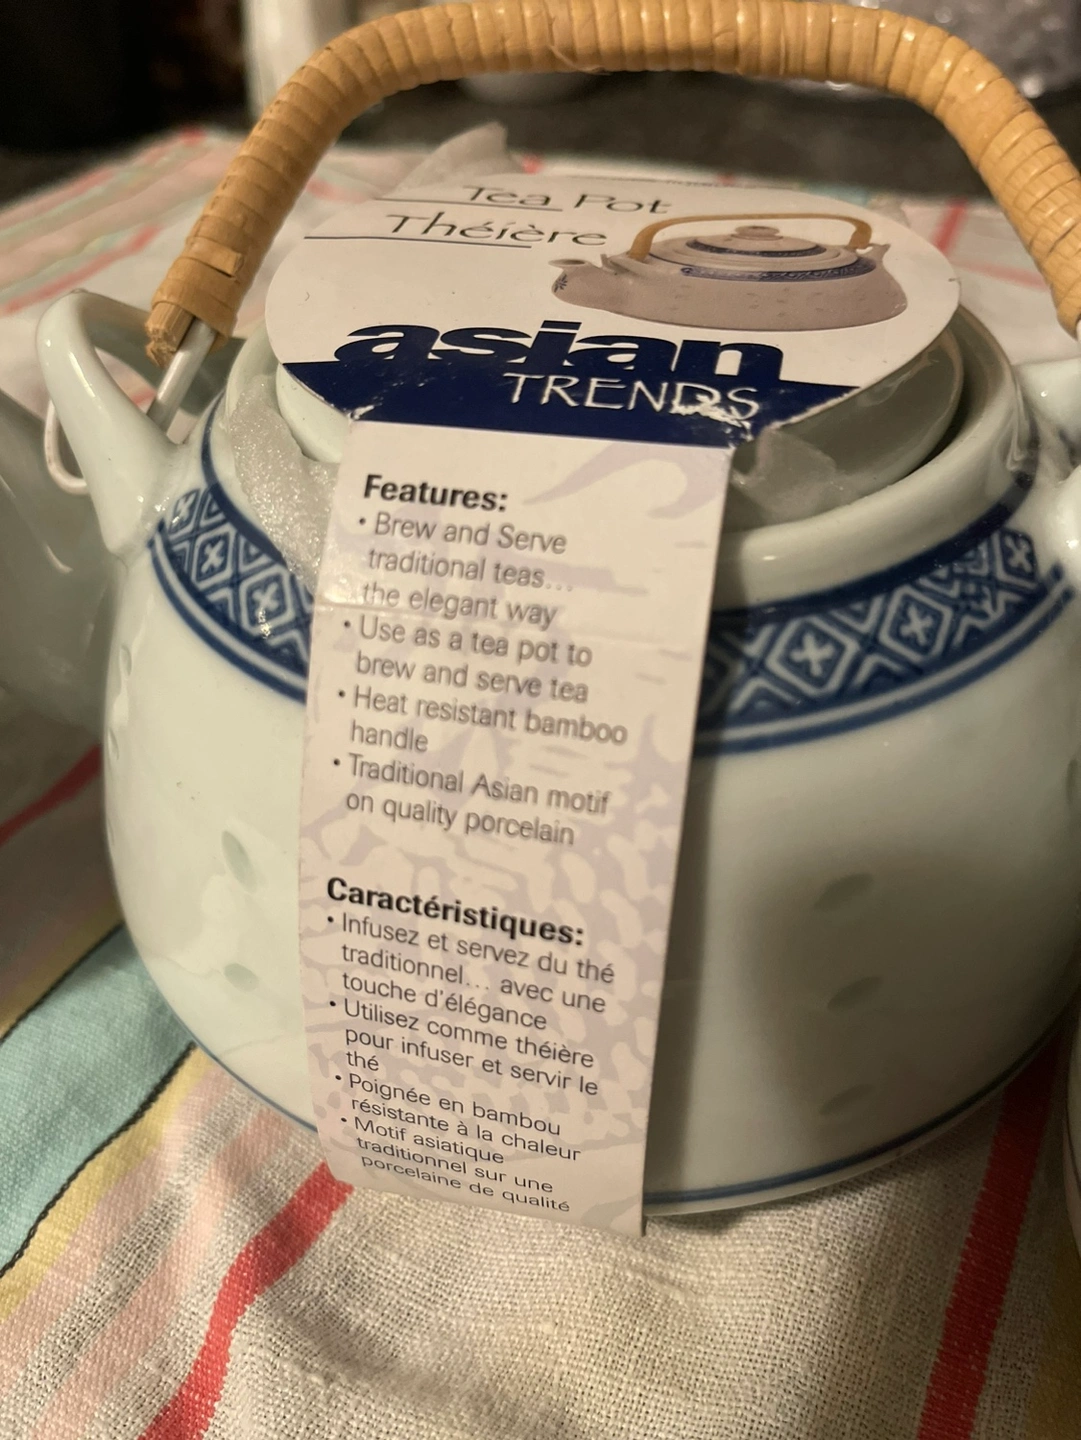 Tea Pot
Théière
asian
TRENDS
Features:
• Brew and Serve
traditional teas...
the elegant way
• Use as a tea pot to
brew and serve tea
• Heat resistant bamboo
handle
• Traditional Asian motif
on quality porcelain
Caractéristiques:
• Infusez et servez du thé
traditionnel... avec une
touche d'élégance
• Utilisez comme théière
pour infuser et servir le
thé
• Poignée en bambou
résistante à la chaleur
• Motif asiatique
traditionnel sur une
porcelaine de qualité